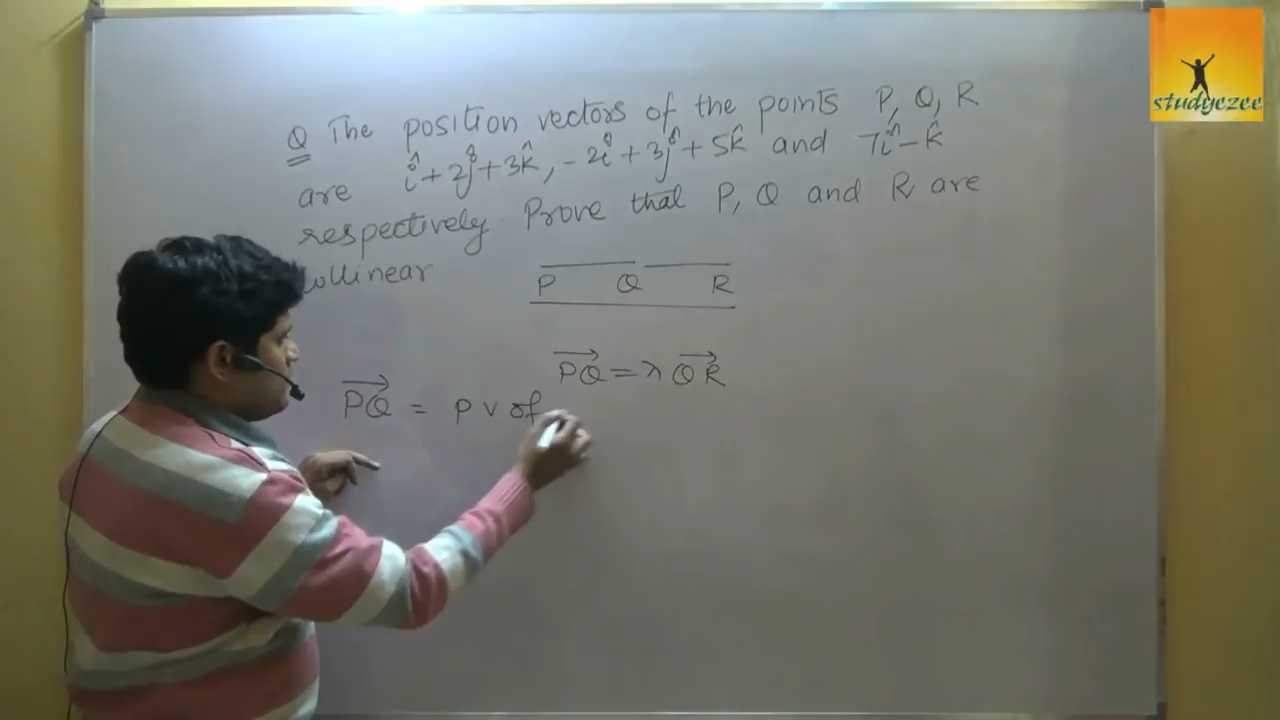 Q The position vectors of the points P, Q, R
are î+2ĵ+3k̂, -2î+3ĵ+5k̂ and 7î-k̂
respectively. Prove that P, Q and R are
collinear
P Q R
PQ⃗ = λ QR⃗
PQ⃗ = P V of
studyezee